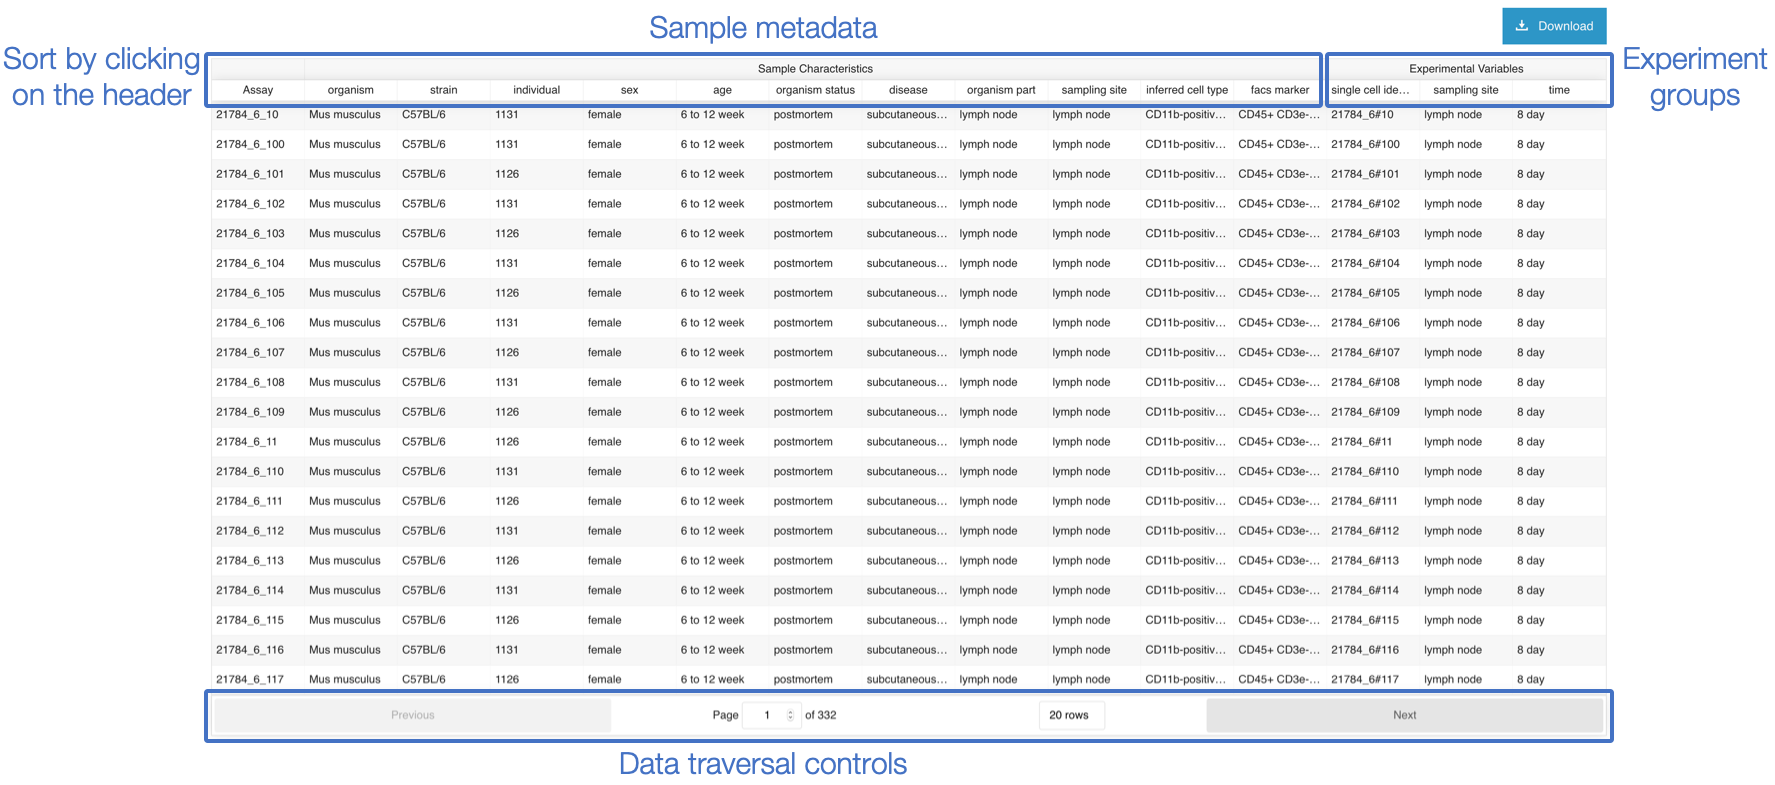 Sample metadata
Download
Sort by clicking
on the header
Experiment
groups
Sample Characteristics Experimental Variables
Assay organism strain individual sex age organism status disease organism part sampling site inferred cell type facs marker single cell ide... sampling site time
21784_6_10 Mus musculus C57BL/6 1131 female 6 to 12 week postmortem subcutaneous... lymph node lymph node CD11b-positiv... CD45+ CD3e-... 21784_6#10 lymph node 8 day
21784_6_100 Mus musculus C57BL/6 1131 female 6 to 12 week postmortem subcutaneous... lymph node lymph node CD11b-positiv... CD45+ CD3e-... 21784_6#100 lymph node 8 day
21784_6_101 Mus musculus C57BL/6 1126 female 6 to 12 week postmortem subcutaneous... lymph node lymph node CD11b-positiv... CD45+ CD3e-... 21784_6#101 lymph node 8 day
21784_6_102 Mus musculus C57BL/6 1131 female 6 to 12 week postmortem subcutaneous... lymph node lymph node CD11b-positiv... CD45+ CD3e-... 21784_6#102 lymph node 8 day
21784_6_103 Mus musculus C57BL/6 1126 female 6 to 12 week postmortem subcutaneous... lymph node lymph node CD11b-positiv... CD45+ CD3e-... 21784_6#103 lymph node 8 day
21784_6_104 Mus musculus C57BL/6 1131 female 6 to 12 week postmortem subcutaneous... lymph node lymph node CD11b-positiv... CD45+ CD3e-... 21784_6#104 lymph node 8 day
21784_6_105 Mus musculus C57BL/6 1126 female 6 to 12 week postmortem subcutaneous... lymph node lymph node CD11b-positiv... CD45+ CD3e-... 21784_6#105 lymph node 8 day
21784_6_106 Mus musculus C57BL/6 1131 female 6 to 12 week postmortem subcutaneous... lymph node lymph node CD11b-positiv... CD45+ CD3e-... 21784_6#106 lymph node 8 day
21784_6_107 Mus musculus C57BL/6 1126 female 6 to 12 week postmortem subcutaneous... lymph node lymph node CD11b-positiv... CD45+ CD3e-... 21784_6#107 lymph node 8 day
21784_6_108 Mus musculus C57BL/6 1131 female 6 to 12 week postmortem subcutaneous... lymph node lymph node CD11b-positiv... CD45+ CD3e-... 21784_6#108 lymph node 8 day
21784_6_109 Mus musculus C57BL/6 1126 female 6 to 12 week postmortem subcutaneous... lymph node lymph node CD11b-positiv... CD45+ CD3e-... 21784_6#109 lymph node 8 day
21784_6_11 Mus musculus C57BL/6 1126 female 6 to 12 week postmortem subcutaneous... lymph node lymph node CD11b-positiv... CD45+ CD3e-... 21784_6#11 lymph node 8 day
21784_6_110 Mus musculus C57BL/6 1131 female 6 to 12 week postmortem subcutaneous... lymph node lymph node CD11b-positiv... CD45+ CD3e-... 21784_6#110 lymph node 8 day
21784_6_111 Mus musculus C57BL/6 1126 female 6 to 12 week postmortem subcutaneous... lymph node lymph node CD11b-positiv... CD45+ CD3e-... 21784_6#111 lymph node 8 day
21784_6_112 Mus musculus C57BL/6 1131 female 6 to 12 week postmortem subcutaneous... lymph node lymph node CD11b-positiv... CD45+ CD3e-... 21784_6#112 lymph node 8 day
21784_6_113 Mus musculus C57BL/6 1126 female 6 to 12 week postmortem subcutaneous... lymph node lymph node CD11b-positiv... CD45+ CD3e-... 21784_6#113 lymph node 8 day
21784_6_114 Mus musculus C57BL/6 1131 female 6 to 12 week postmortem subcutaneous... lymph node lymph node CD11b-positiv... CD45+ CD3e-... 21784_6#114 lymph node 8 day
21784_6_115 Mus musculus C57BL/6 1126 female 6 to 12 week postmortem subcutaneous... lymph node lymph node CD11b-positiv... CD45+ CD3e-... 21784_6#115 lymph node 8 day
21784_6_116 Mus musculus C57BL/6 1131 female 6 to 12 week postmortem subcutaneous... lymph node lymph node CD11b-positiv... CD45+ CD3e-... 21784_6#116 lymph node 8 day
21784_6_117 Mus musculus C57BL/6 1126 female 6 to 12 week postmortem subcutaneous... lymph node lymph node CD11b-positiv... CD45+ CD3e-... 21784_6#117 lymph node 8 day
Previous Page 1 of 332 20 rows Next
Data traversal controls